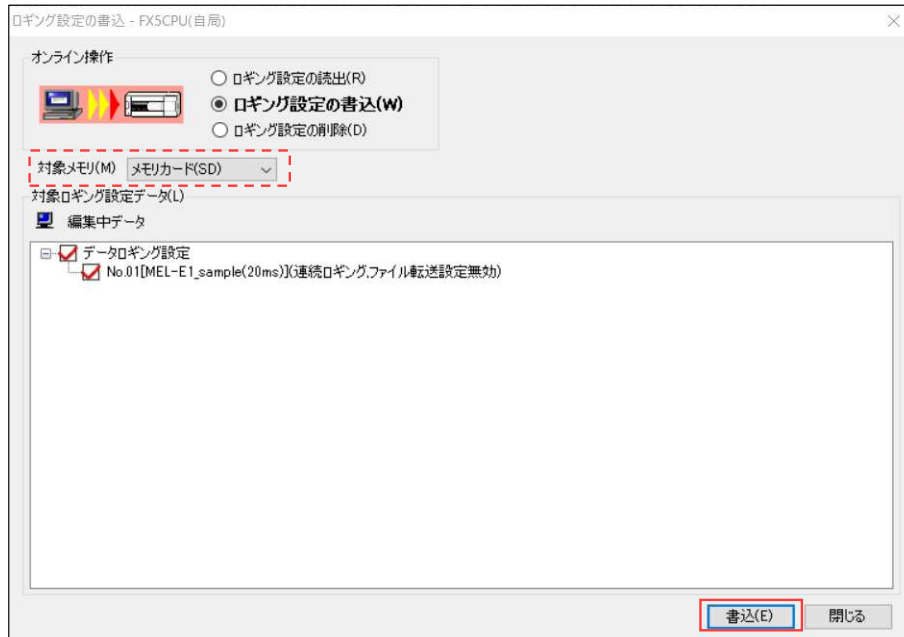 ロギング設定の書込 - FX5CPU(自局)
オンライン操作
ロギング設定の読出(R)
ロギング設定の書込(W)
ロギング設定の削除(D)
対象メモリ(M) メモリカード(SD)
対象ロギング設定データ(L)
編集中データ
データロギング設定
No.01[MEL-E1_sample(20ms)](連続ロギング,ファイル転送設定無効)
書込(E) 閉じる